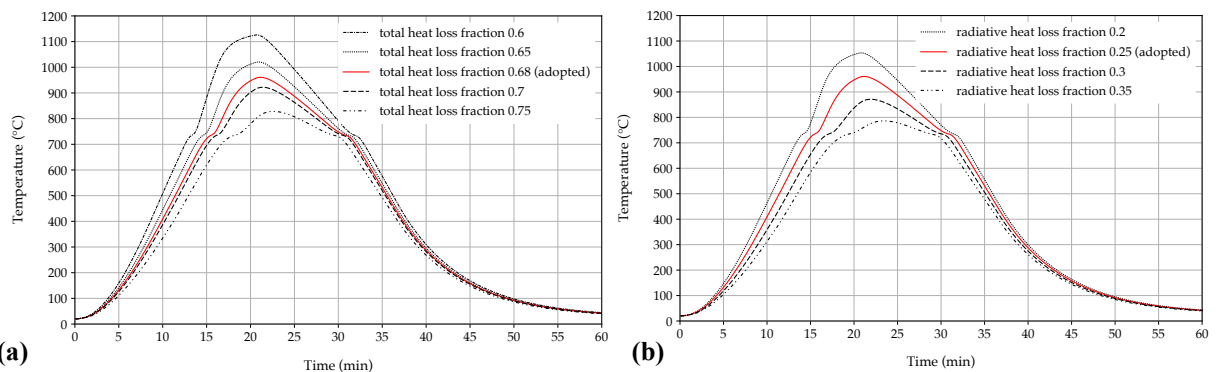 1200
1100
1000
900
800
700
600
500
400
300
200
100
0
Temperature (°C)
total heat loss fraction 0.6
total heat loss fraction 0.65
total heat loss fraction 0.68 (adopted)
total heat loss fraction 0.7
total heat loss fraction 0.75
0 5 10 15 20 25 30 35 40 45 50 55 60
Time (min)
(a)
1200
1100
1000
900
800
700
600
500
400
300
200
100
0
Temperature (°C)
radiative heat loss fraction 0.2
radiative heat loss fraction 0.25 (adopted)
radiative heat loss fraction 0.3
radiative heat loss fraction 0.35
0 5 10 15 20 25 30 35 40 45 50 55 60
Time (min)
(b)